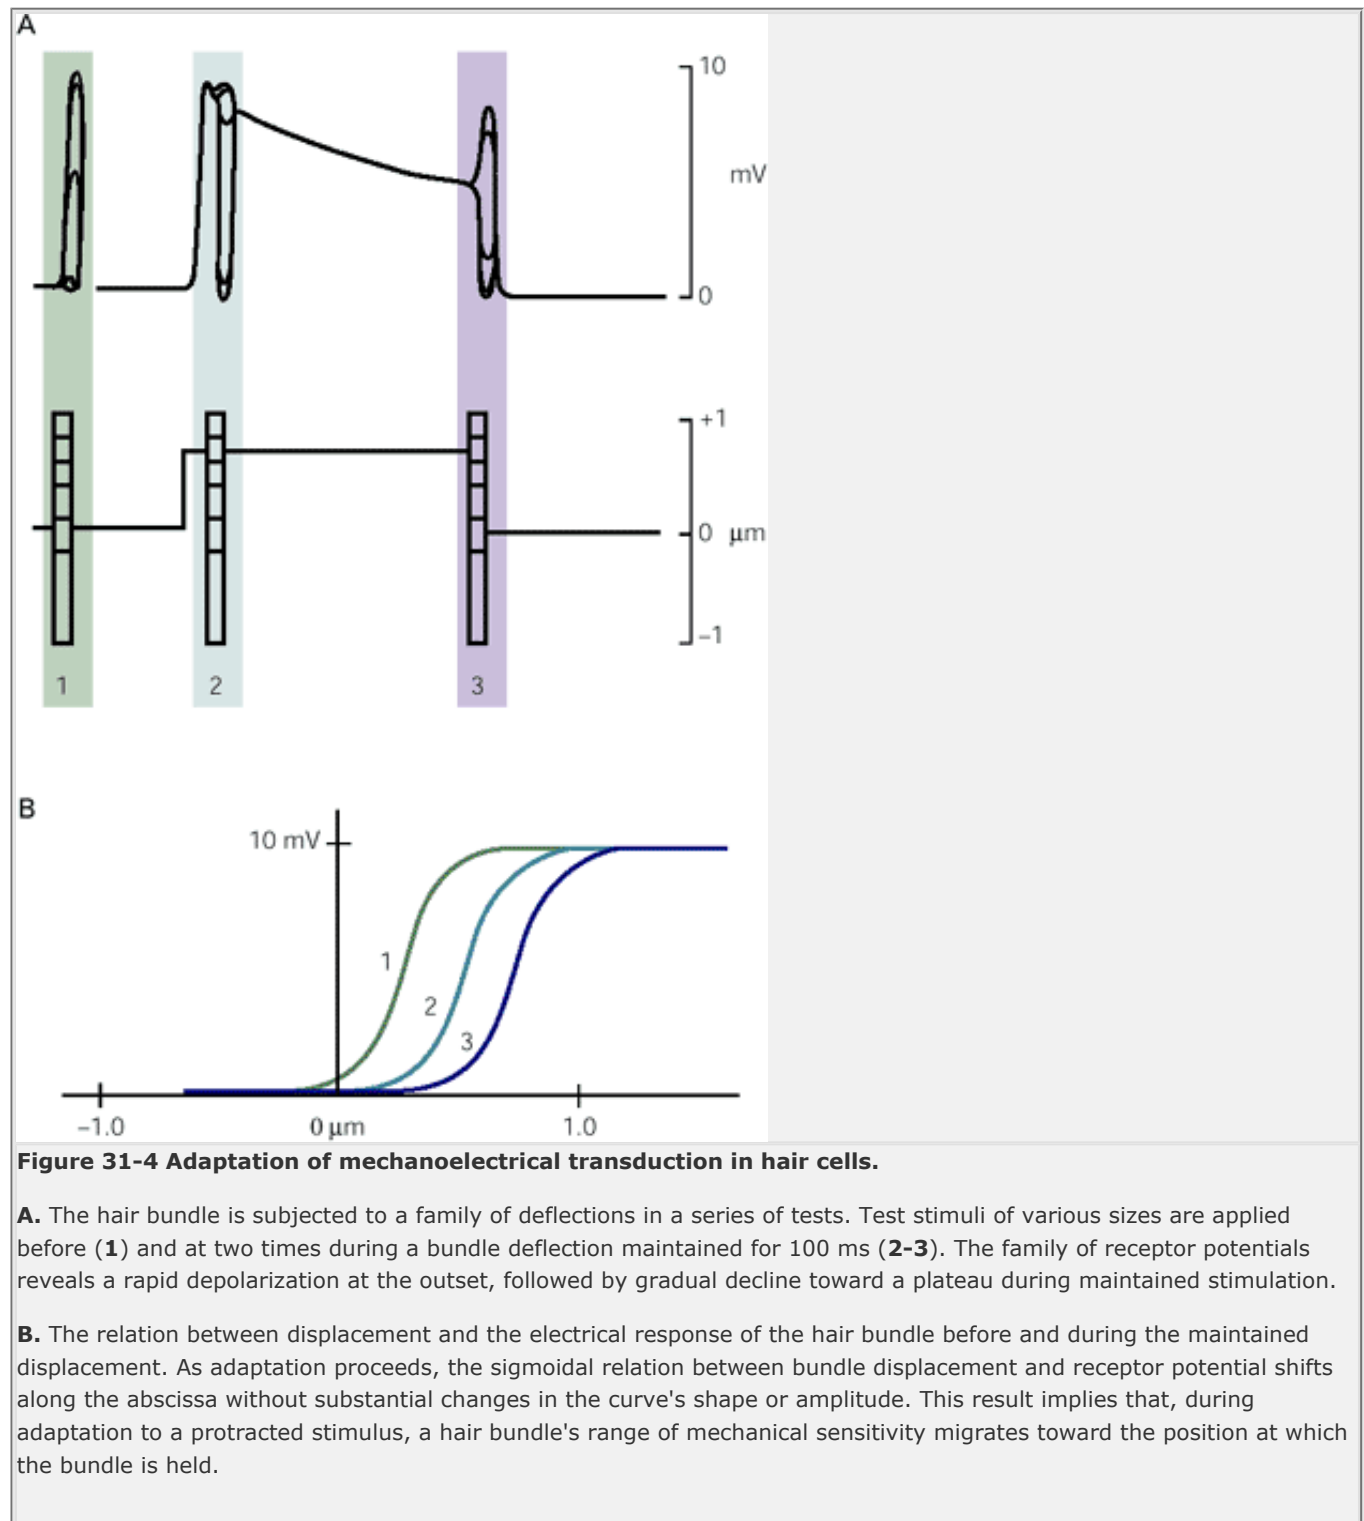 A
10
mV
0
+1
0 µm
−1
1 2 3
B
10 mV
1
2
3
−1.0 0 µm 1.0
Figure 31-4 Adaptation of mechanoelectrical transduction in hair cells.
A. The hair bundle is subjected to a family of deflections in a series of tests. Test stimuli of various sizes are applied
before (1) and at two times during a bundle deflection maintained for 100 ms (2-3). The family of receptor potentials
reveals a rapid depolarization at the outset, followed by gradual decline toward a plateau during maintained stimulation.
B. The relation between displacement and the electrical response of the hair bundle before and during the maintained
displacement. As adaptation proceeds, the sigmoidal relation between bundle displacement and receptor potential shifts
along the abscissa without substantial changes in the curve's shape or amplitude. This result implies that, during
adaptation to a protracted stimulus, a hair bundle's range of mechanical sensitivity migrates toward the position at which
the bundle is held.